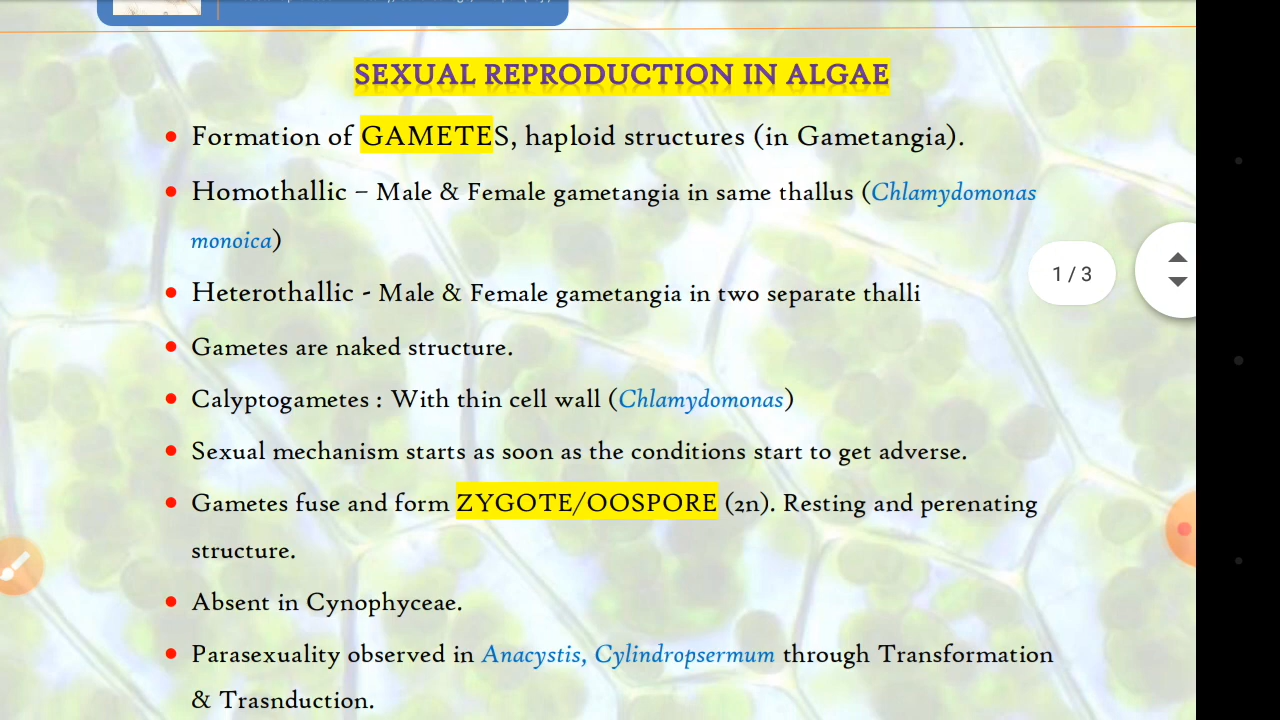 SEXUAL REPRODUCTION IN ALGAE
• Formation of GAMETES, haploid structures (in Gametangia).
• Homothallic – Male & Female gametangia in same thallus (Chlamydomonas
monoica)
• Heterothallic - Male & Female gametangia in two separate thalli
1 / 3
• Gametes are naked structure.
• Calyptogametes : With thin cell wall (Chlamydomonas)
• Sexual mechanism starts as soon as the conditions start to get adverse.
• Gametes fuse and form ZYGOTE/OOSPORE (2n). Resting and perenating
structure.
• Absent in Cynophyceae.
• Parasexuality observed in Anacystis, Cylindropsermum through Transformation
& Trasnduction.